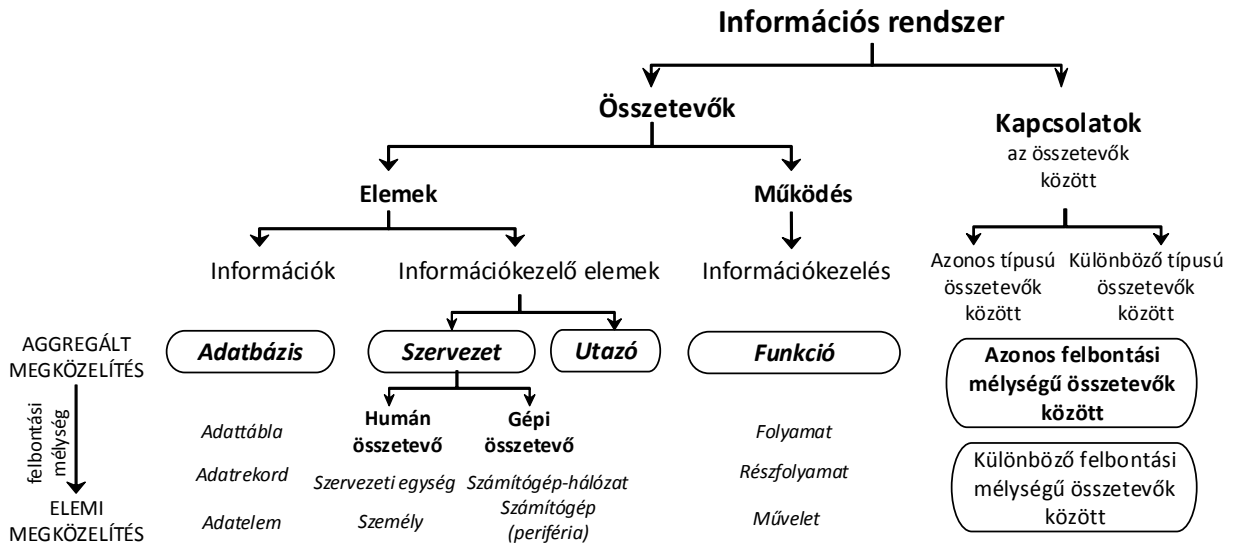 Információs rendszer
Összetevők
Kapcsolatok
az összetevők
között
Elemek
Működés
Információk
Információkezelő elemek
Információkezelés
Azonos típusú
összetevők
között
Különböző típusú
összetevők
között
AGGREGÁLT
MEGKÖZELÍTÉS
Adatbázis
Szervezet
Utazó
Funkció
Azonos felbontási
mélységű összetevők
között
felbontási
mélység
Adattábla
Humán
összetevő
Gépi
összetevő
Folyamat
Adatrekord
Szervezeti egység
Számítógép-hálózat
Részfolyamat
Különböző felbontási
mélységű összetevők
között
ELEMI
MEGKÖZELÍTÉS
Adatelem
Személy
Számítógép
(periféria)
Művelet